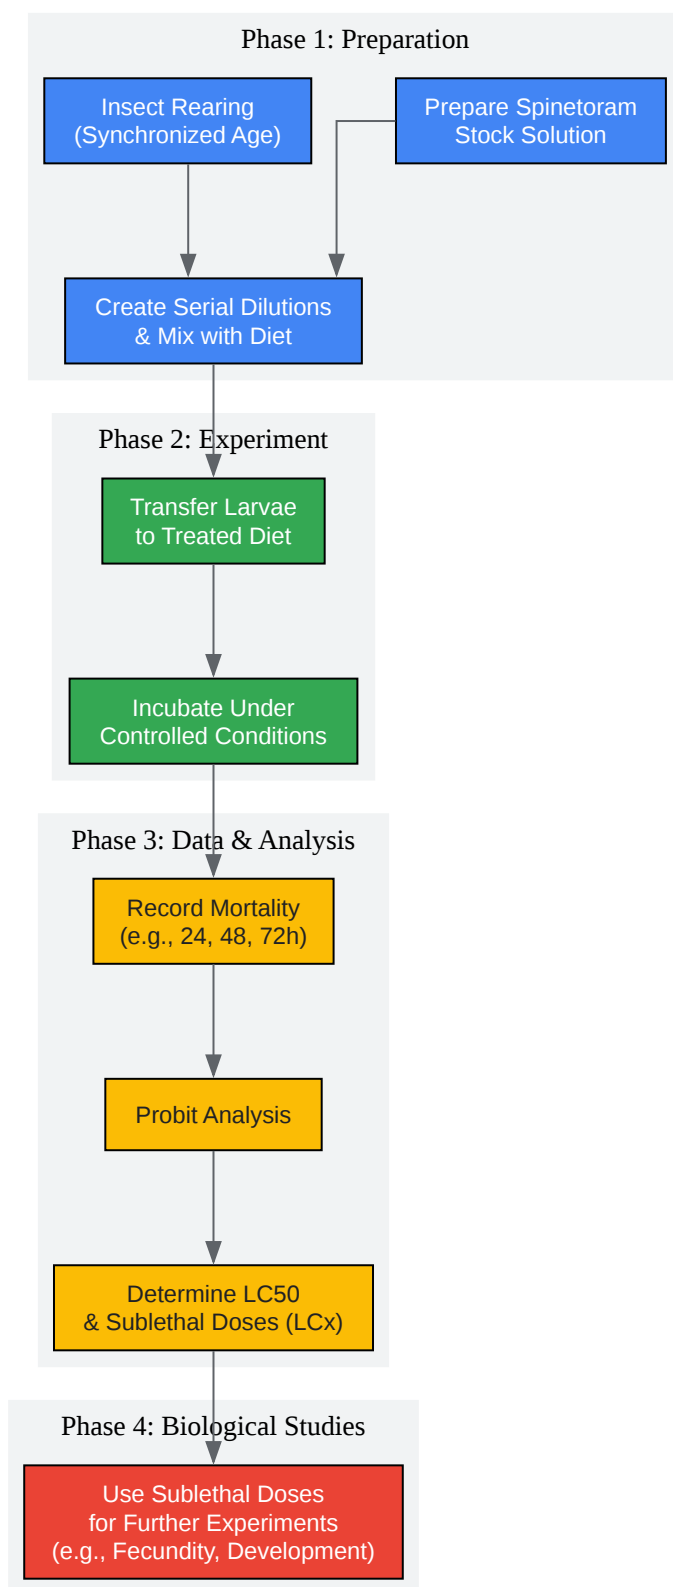 Phase 1: Preparation
Insect Rearing
(Synchronized Age)
Prepare Spinetoram
Stock Solution
Create Serial Dilutions
& Mix with Diet
Phase 2: Experiment
Transfer Larvae
to Treated Diet
Incubate Under
Controlled Conditions
Phase 3: Data & Analysis
Record Mortality
(e.g., 24, 48, 72h)
Probit Analysis
Determine LC50
& Sublethal Doses (LCx)
Phase 4: Biological Studies
Use Sublethal Doses
for Further Experiments
(e.g., Fecundity, Development)